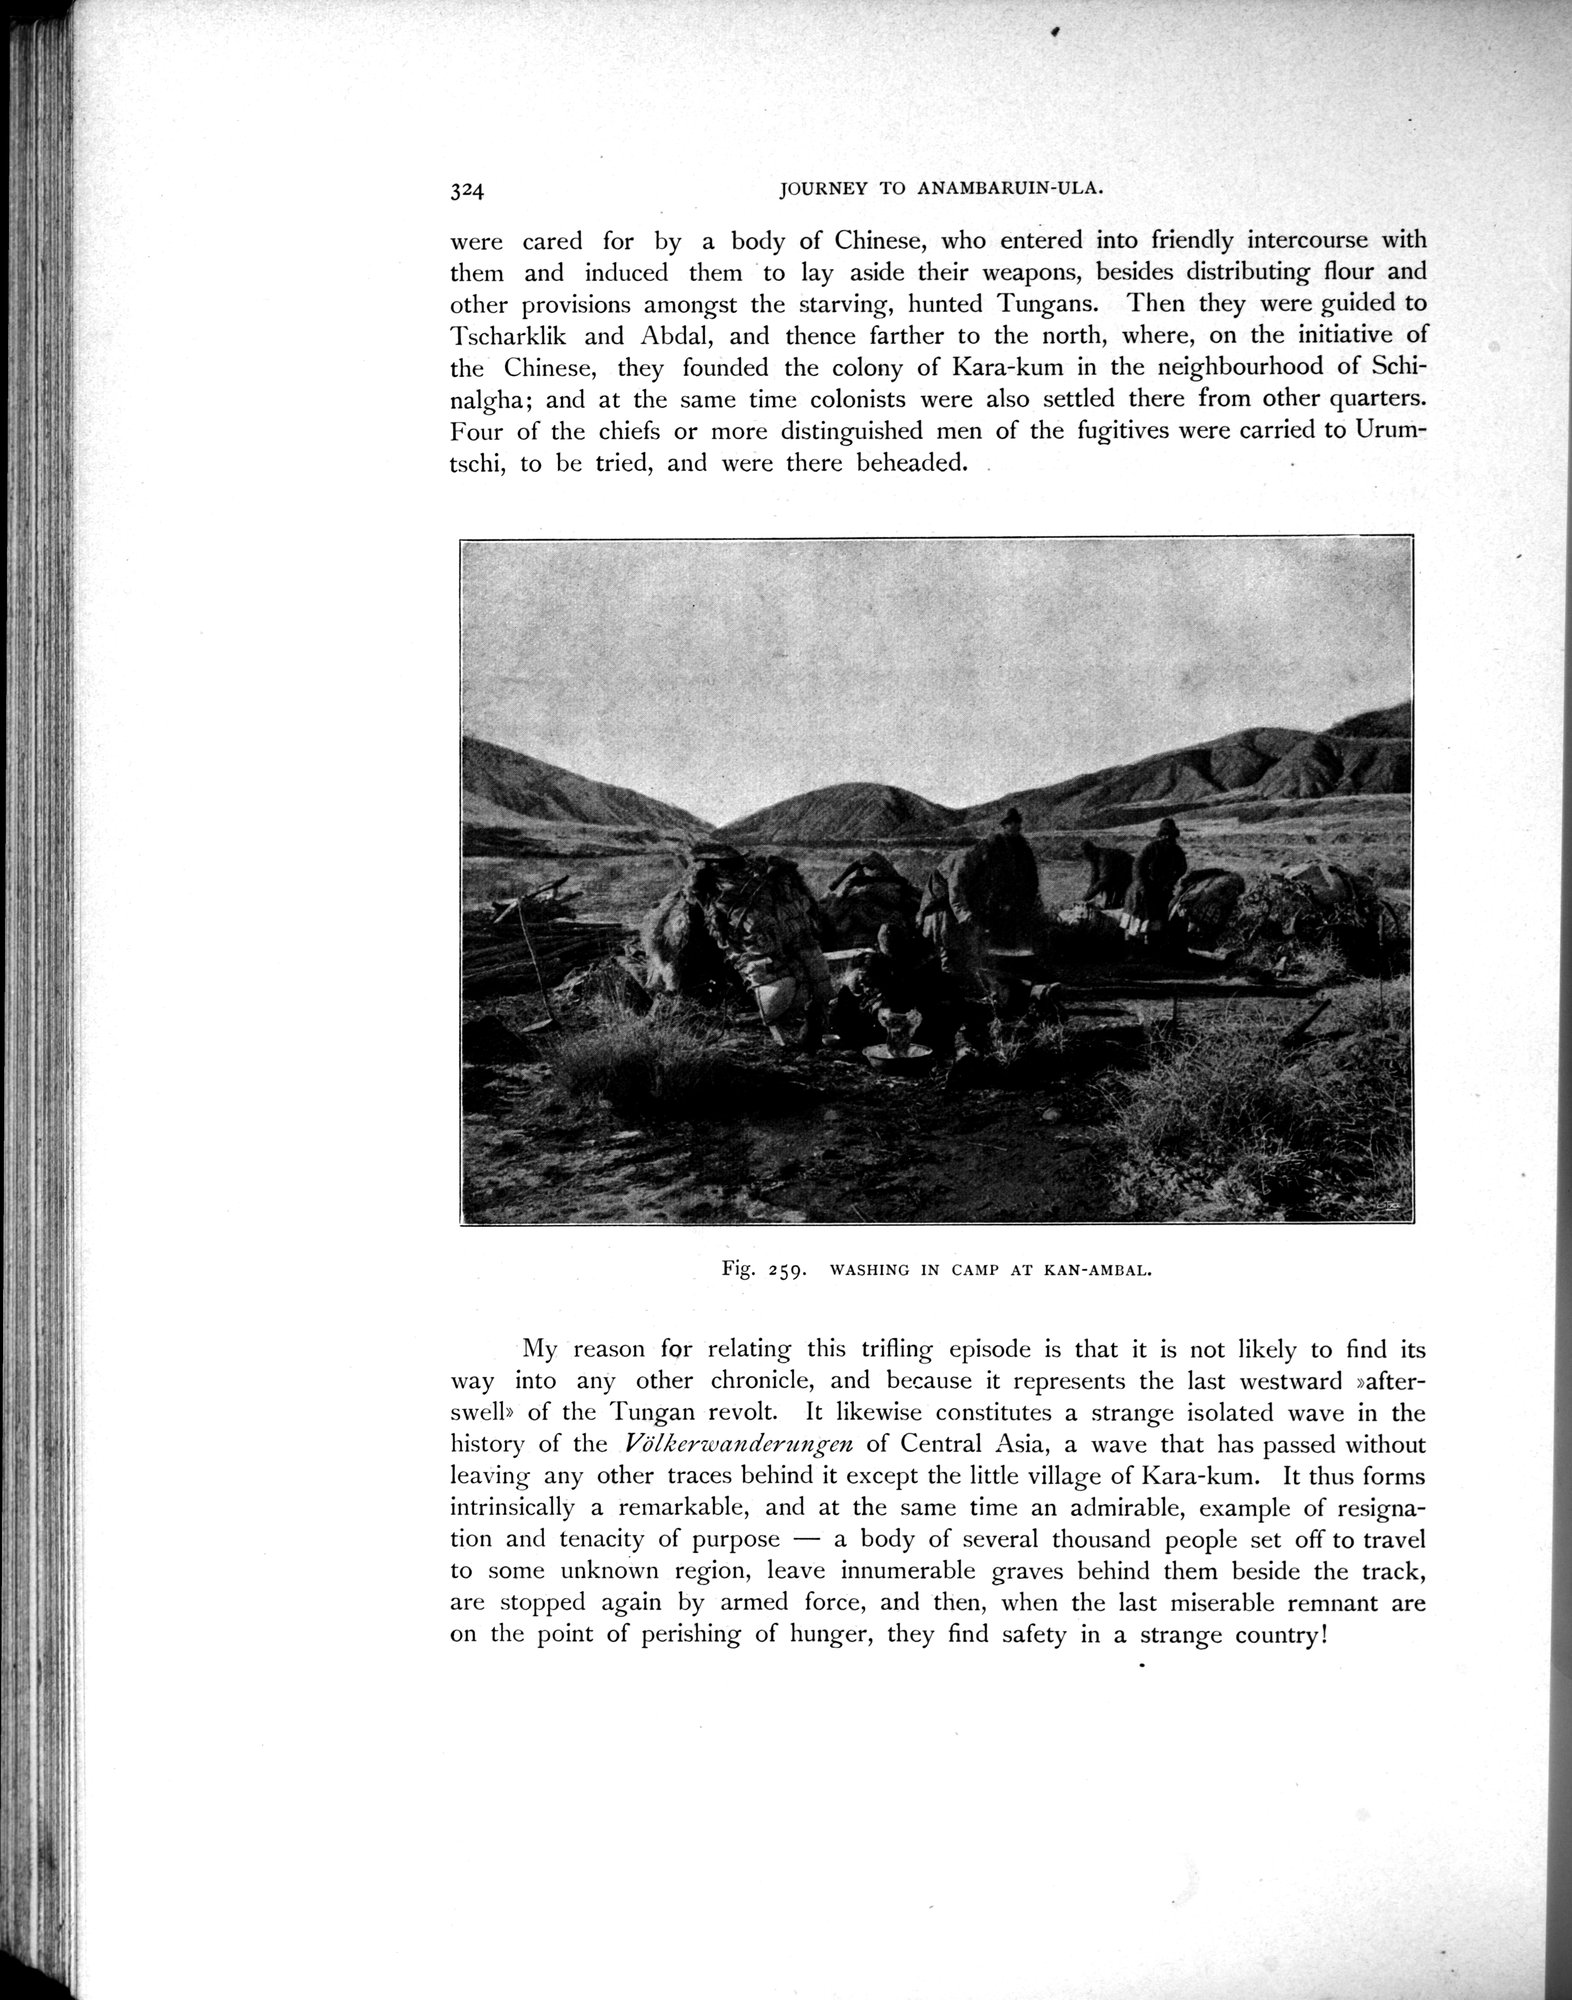 324
JOURNEY TO ANAMBARUIN-ULA.
were cared for by a body of Chinese, who entered into friendly intercourse with
them and induced them to lay aside their weapons, besides distributing flour and
other provisions amongst the starving, hunted Tungans. Then they were guided to
Tscharklik and Abdal, and thence farther to the north, where, on the initiative of
the Chinese, they founded the colony of Kara-kum in the neighbourhood of Schi-
nalgha; and at the same time colonists were also settled there from other quarters.
Four of the chiefs or more distinguished men of the fugitives were carried to Urum-
tschi, to be tried, and were there beheaded.
Fig. 259. WASHING IN CAMP AT KAN-AMBAL.
My reason for relating this trifling episode is that it is not likely to find its
way into any other chronicle, and because it represents the last westward »after-
swell» of the Tungan revolt. It likewise constitutes a strange isolated wave in the
history of the Völkerwanderungen of Central Asia, a wave that has passed without
leaving any other traces behind it except the little village of Kara-kum. It thus forms
intrinsically a remarkable, and at the same time an admirable, example of resigna-
tion and tenacity of purpose — a body of several thousand people set off to travel
to some unknown region, leave innumerable graves behind them beside the track,
are stopped again by armed force, and then, when the last miserable remnant are
on the point of perishing of hunger, they find safety in a strange country!